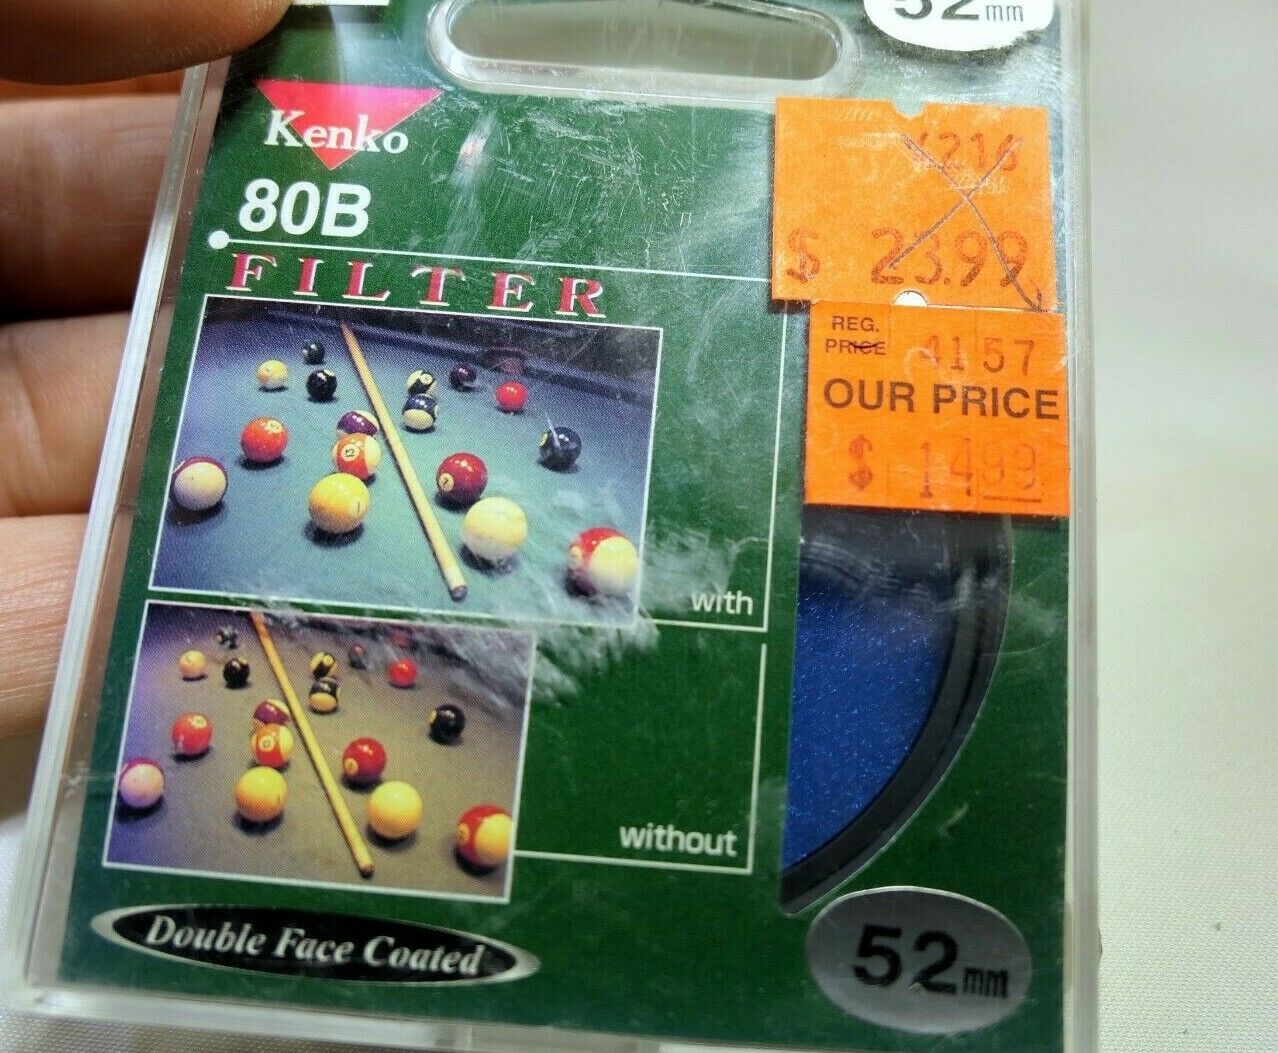 52mm
Kenko
80B
FILTER
216
$ 23.99
REG.
PRICE 41 57
OUR PRICE
$ 14 99
with
without
Double Face Coated
52mm